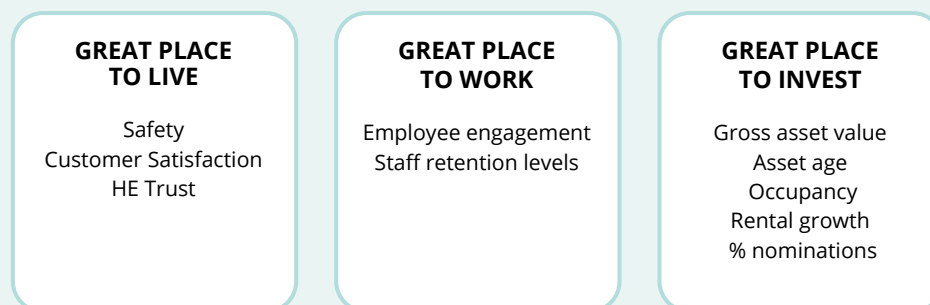 GREAT PLACE
TO LIVE
Safety
Customer Satisfaction
HE Trust
GREAT PLACE
TO WORK
Employee engagement
Staff retention levels
GREAT PLACE
TO INVEST
Gross asset value
Asset age
Occupancy
Rental growth
% nominations